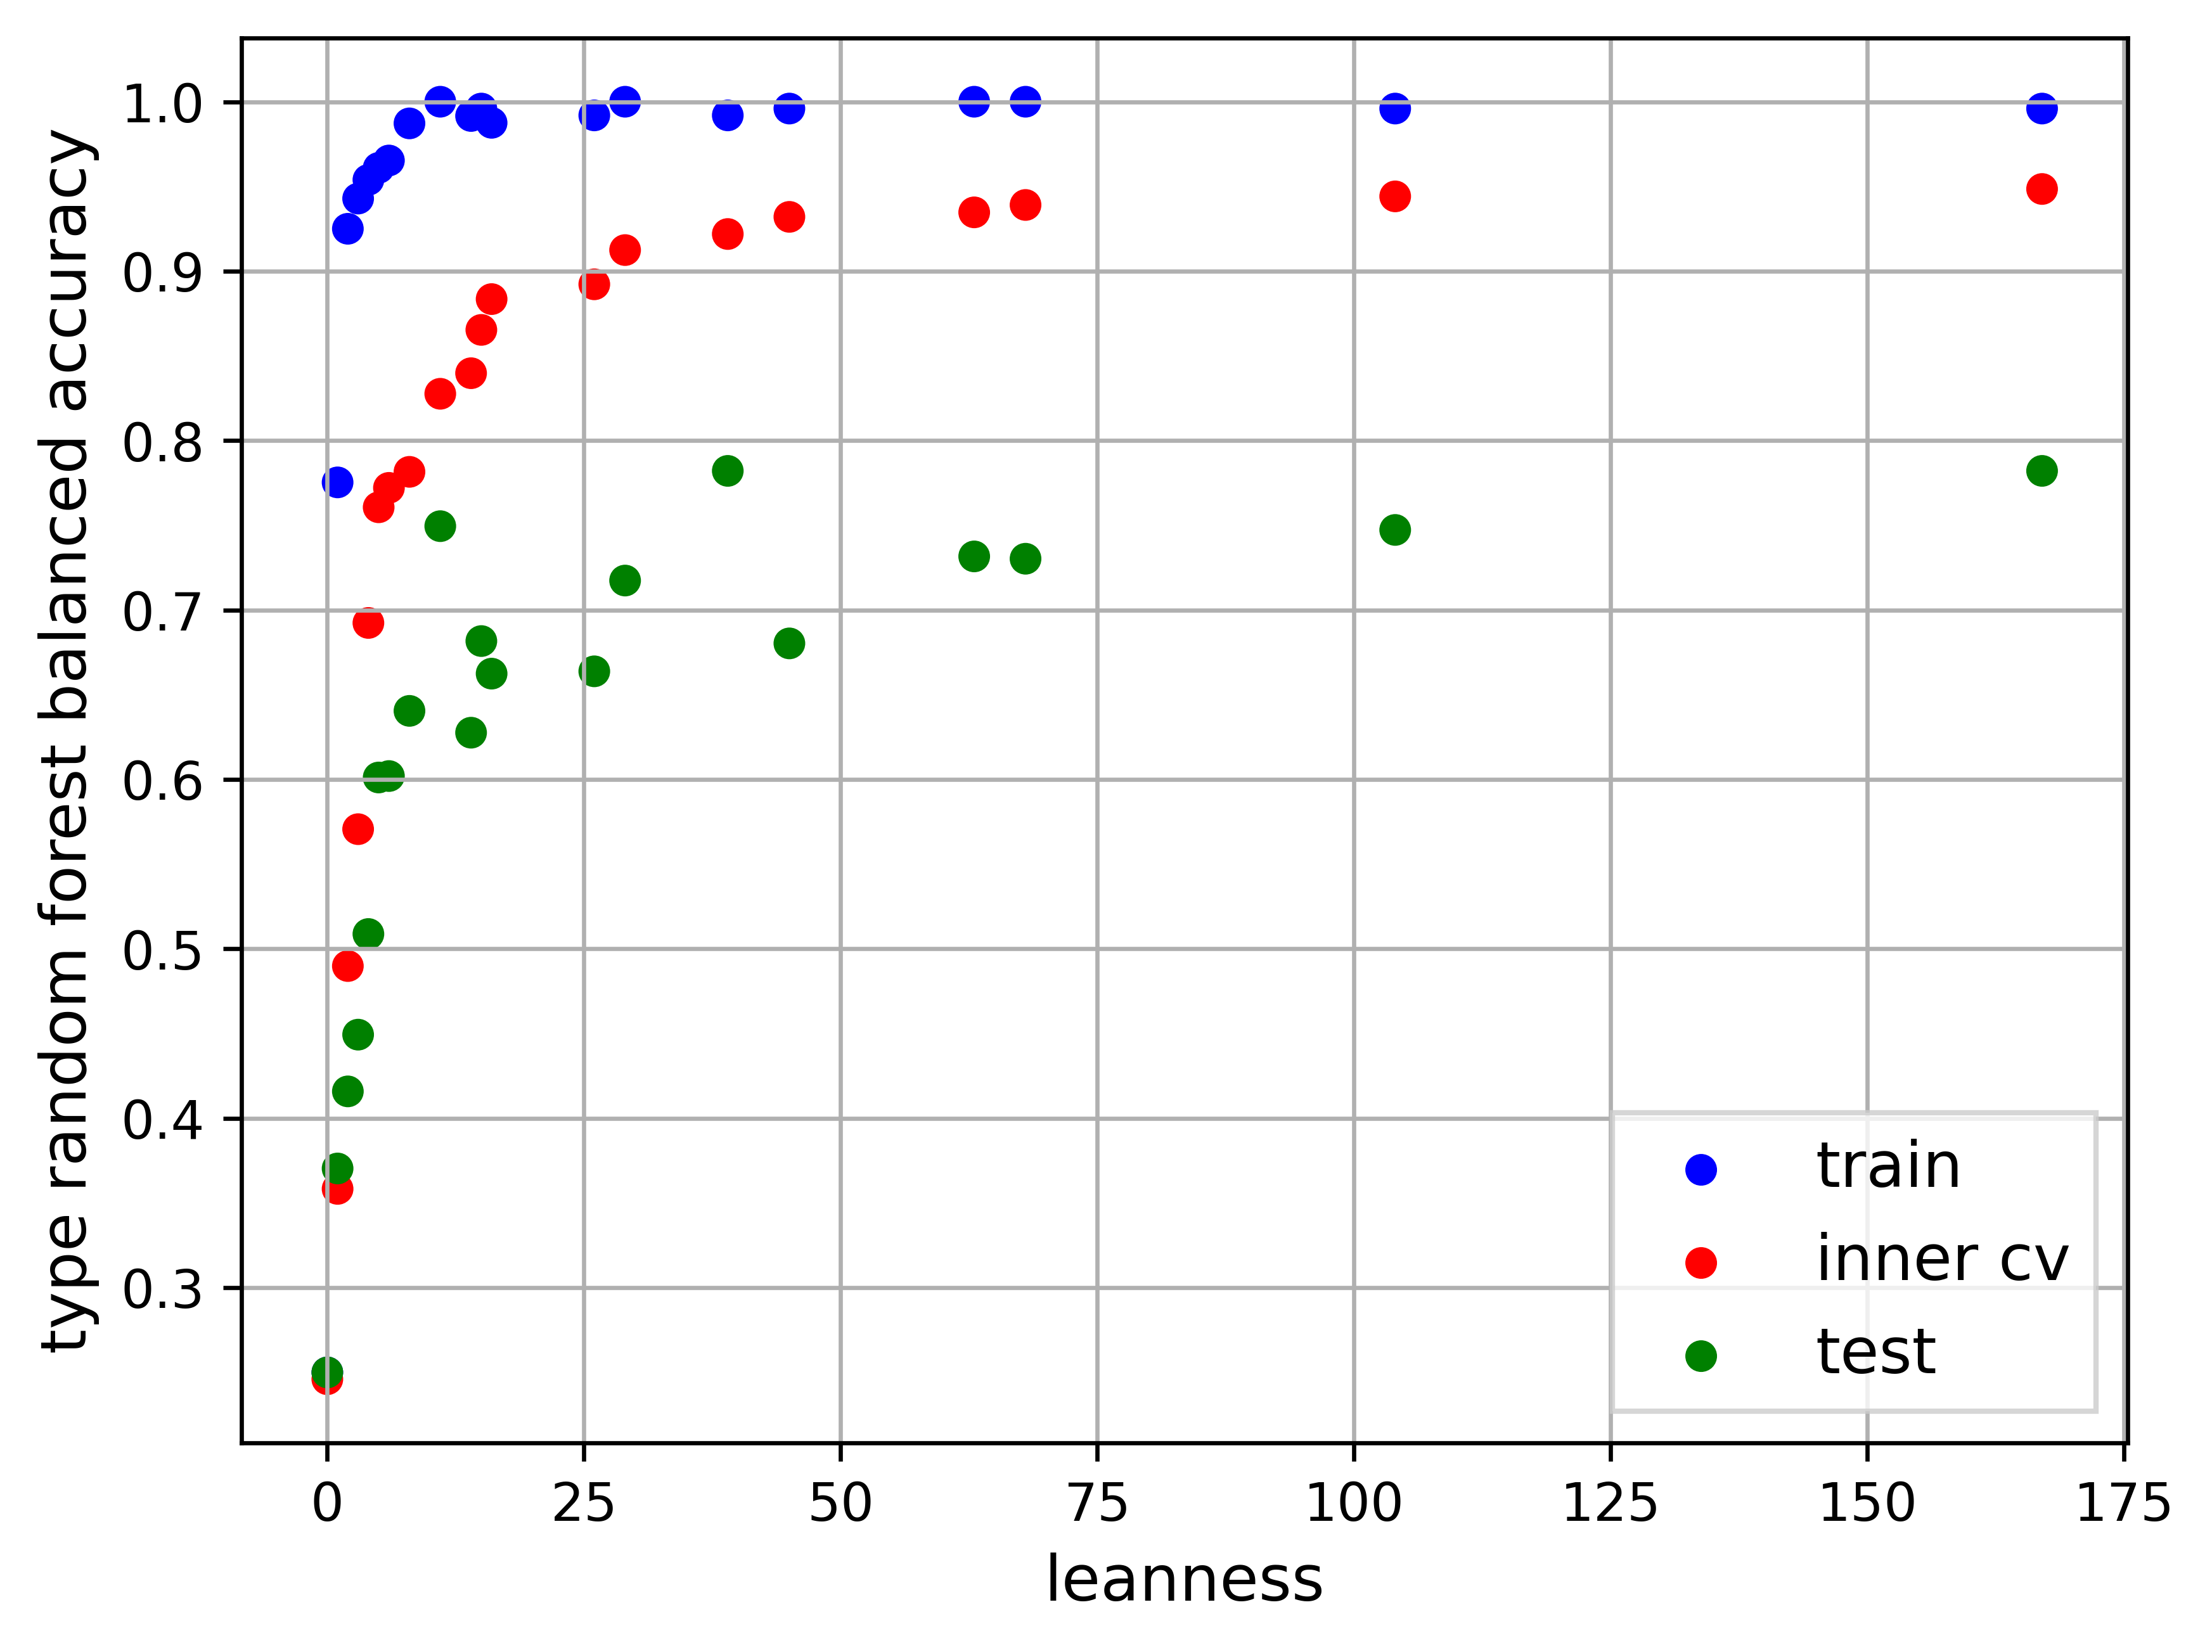 type random forest balanced accuracy
1.0
0.9
0.8
0.7
0.6
0.5
0.4
0.3
train
inner cv
test
0 25 50 75 100 125 150 175
leanness